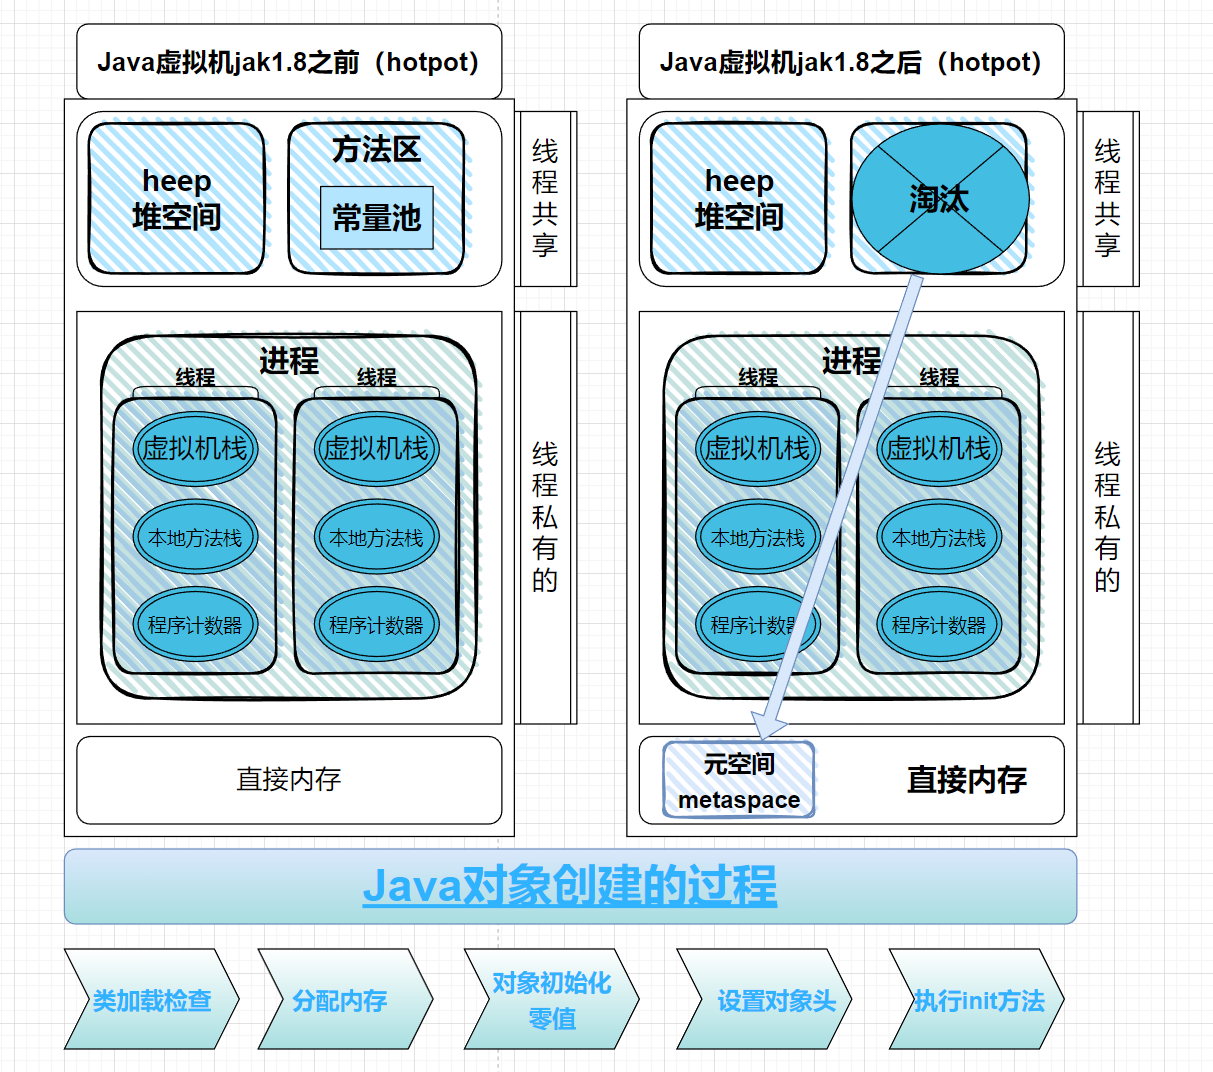 Java虚拟机jak1.8之前（hotpot）
heep
堆空间
方法区
常量池
线程共享
进程
线程
线程
虚拟机栈
虚拟机栈
本地方法栈
本地方法栈
程序计数器
程序计数器
线程私有的
直接内存
Java虚拟机jak1.8之后（hotpot）
heep
堆空间
淘汰
线程共享
进程
线程
线程
虚拟机栈
虚拟机栈
本地方法栈
本地方法栈
程序计数器
程序计数器
线程私有的
元空间
metaspace
直接内存
Java对象创建的过程
类加载检查
分配内存
对象初始化
零值
设置对象头
执行init方法